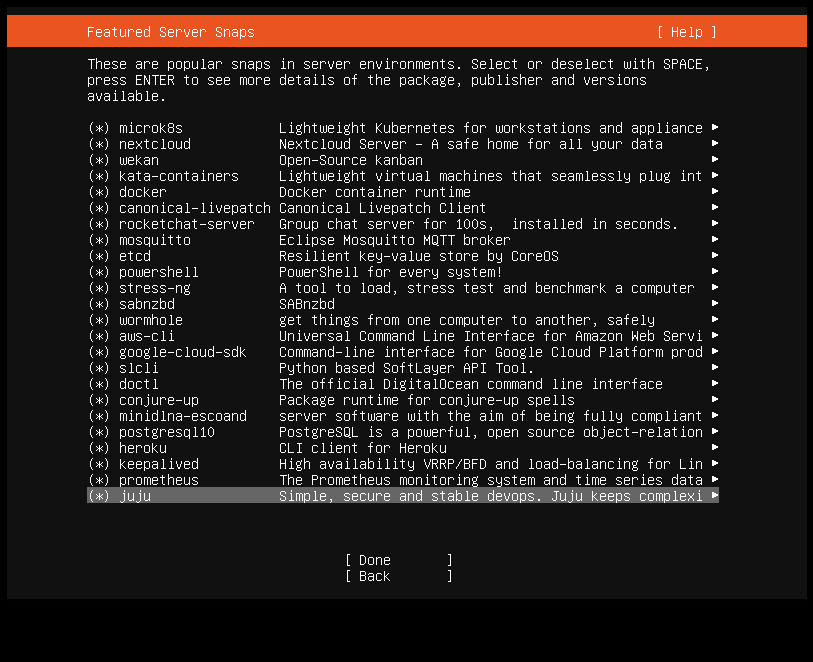 Featured Server Snaps [ Help ]
These are popular snaps in server environments. Select or deselect with SPACE,
press ENTER to see more details of the package, publisher and versions
available.
(*) microk8s Lightweight Kubernetes for workstations and appliance ►
(*) nextcloud Nextcloud Server - A safe home for all your data ►
(*) wekan Open-Source kanban ►
(*) kata-containers Lightweight virtual machines that seamlessly plug int ►
(*) docker Docker container runtime ►
(*) canonical-livepatch Canonical Livepatch Client ►
(*) rocketchat-server Group chat server for 100s, installed in seconds. ►
(*) mosquitto Eclipse Mosquitto MQTT broker ►
(*) etcd Resilient key-value store by CoreOS ►
(*) powershell PowerShell for every system! ►
(*) stress-ng A tool to load, stress test and benchmark a computer ►
(*) sabnzbd SABnzbd ►
(*) wormhole get things from one computer to another, safely ►
(*) aws-cli Universal Command Line Interface for Amazon Web Servi ►
(*) google-cloud-sdk Command-line interface for Google Cloud Platform prod ►
(*) slcli Python based SoftLayer API Tool. ►
(*) doctl The official DigitalOcean command line interface ►
(*) conjure-up Package runtime for conjure-up spells ►
(*) minidlna-escoand server software with the aim of being fully compliant ►
(*) postgresql10 PostgreSQL is a powerful, open source object-relation ►
(*) heroku CLI client for Heroku ►
(*) keepalived High availability VRRP/BFD and load-balancing for Lin ►
(*) prometheus The Prometheus monitoring system and time series data ►
(*) juju Simple, secure and stable devops. Juju keeps complexi ►
[ Done ]
[ Back ]